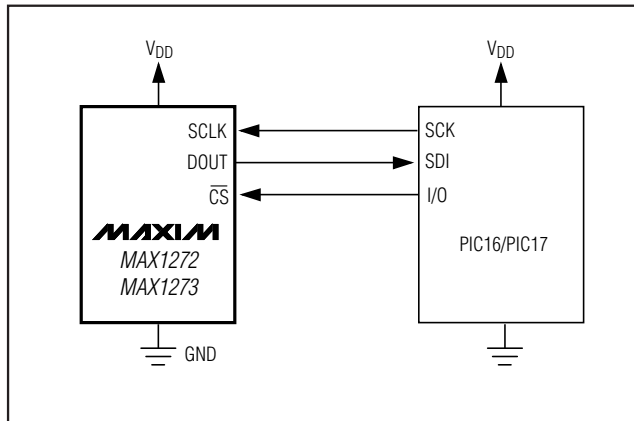 VDD VDD
SCLK SCK
DOUT SDI
CS I/O
MAXIM
MAX1272
MAX1273
PIC16/PIC17
GND